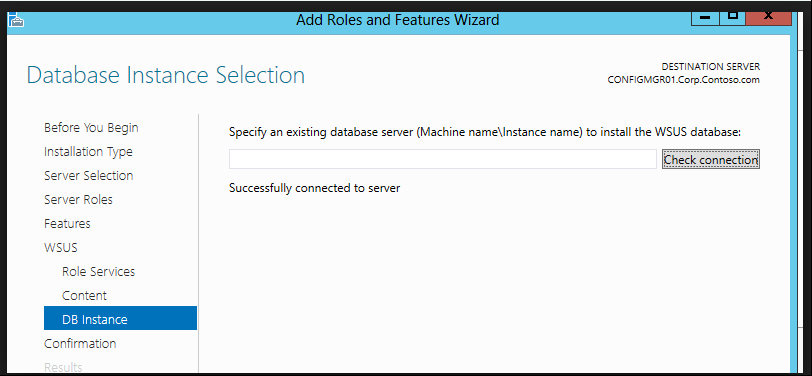 Add Roles and Features Wizard
Database Instance Selection
DESTINATION SERVER
CONFIGMGR01.Corp.Contoso.com
Before You Begin
Installation Type
Server Selection
Server Roles
Features
WSUS
Role Services
Content
DB Instance
Confirmation
Results
Specify an existing database server (Machine name\Instance name) to install the WSUS database:
Check connection
Successfully connected to server